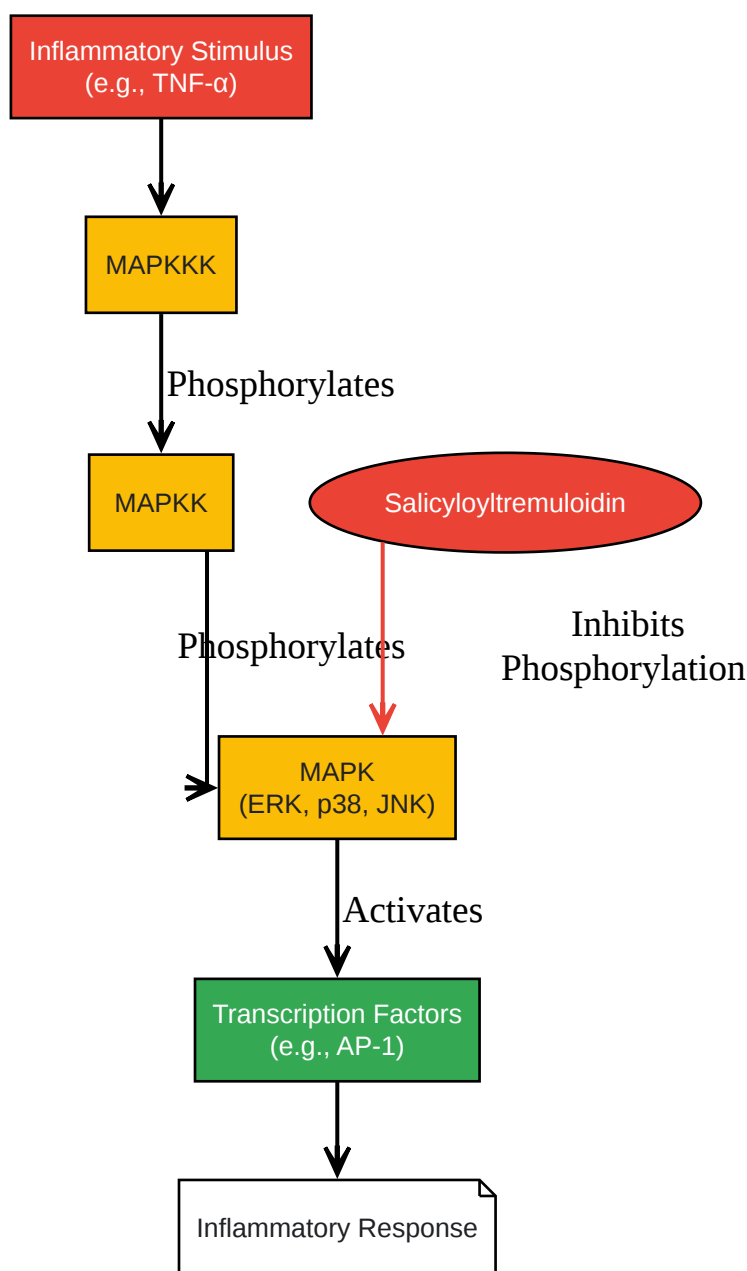 Inflammatory Stimulus
(e.g., TNF-α)
MAPKKK
Phosphorylates
MAPKK
Salicyloyltremuloidin
Phosphorylates
Inhibits
Phosphorylation
MAPK
(ERK, p38, JNK)
Activates
Transcription Factors
(e.g., AP-1)
Inflammatory Response